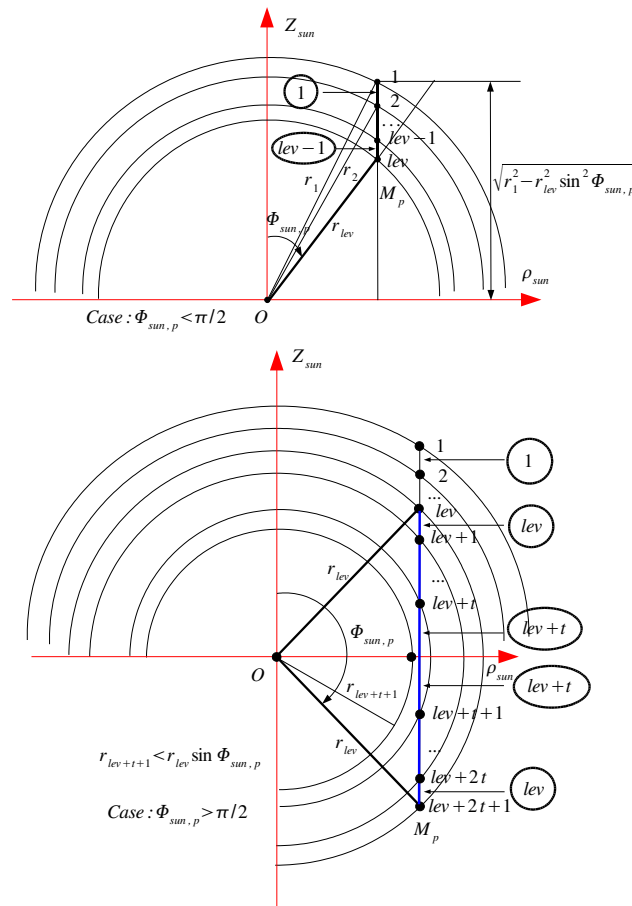 Z_sun
1
1
2
...
lev−1
lev−1
lev
r_1
r_2
M_p
√(r_1^2−r_lev^2 sin^2 Φ_sun,p
Φ_sun,p
r_lev
ρ_sun
O
Case:Φ_sun,p<π/2
Z_sun
1
1
2
...
lev
lev
lev+1
r_lev
...
lev+t
Φ_sun,p
lev+t
O
ρ_sun
lev+t
r_lev+t+1
lev+t+1
r_lev
r_lev+t+1<r_lev sin Φ_sun,p
...
lev+2t
lev
Case:Φ_sun,p>π/2
lev+2t+1
M_p